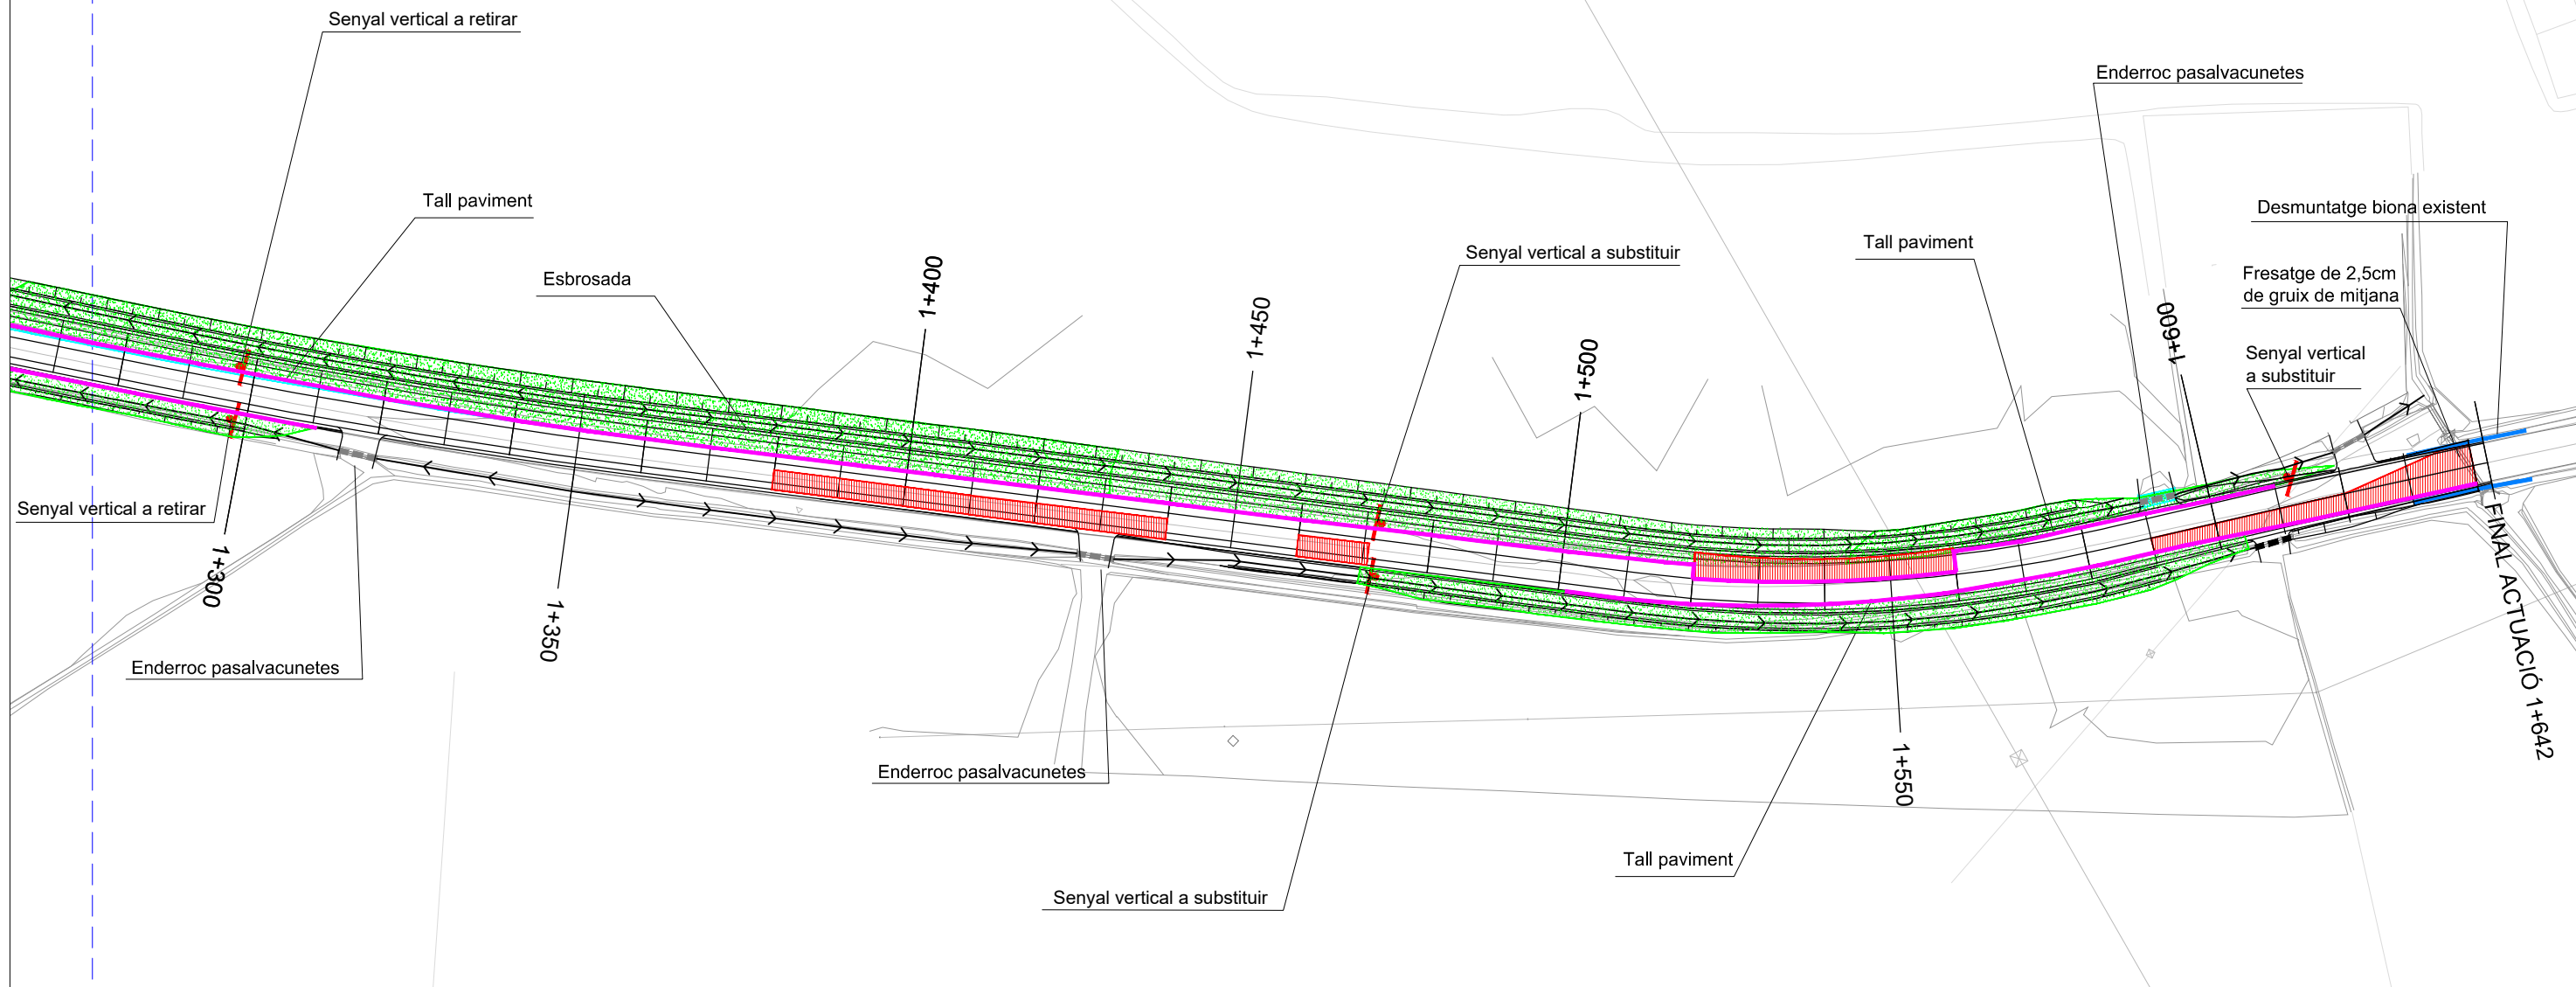 Senyal vertical a retirar
Enderroc pasalvacunetes
Tall paviment
Desmuntatge biona existent
Tall paviment
Senyal vertical a substituir
Esbrosada
1+400
1+450
1+500
1+600
Fresatge de 2,5cm
de gruix de mitjana
Senyal vertical
a substituir
Senyal vertical a retirar
1+300
1+350
FINAL ACTUACIÓ 1+642
Enderroc pasalvacunetes
Enderroc pasalvacunetes
1+550
Tall paviment
Senyal vertical a substituir